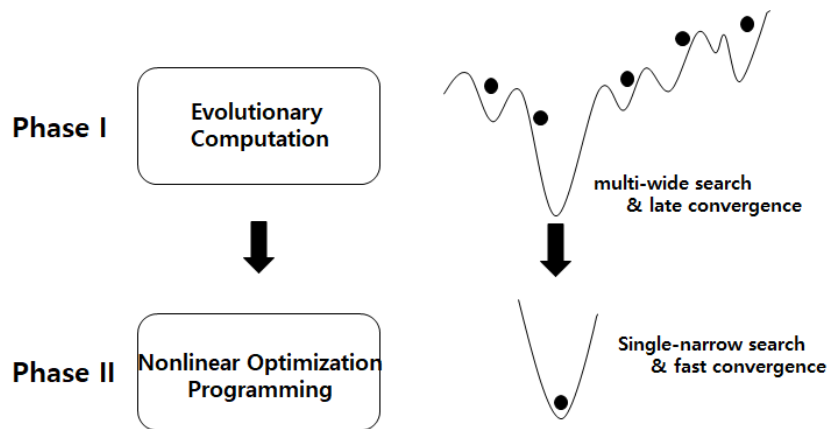 Phase I
Evolutionary
Computation
multi-wide search
& late convergence
Phase II
Nonlinear Optimization
Programming
Single-narrow search
& fast convergence